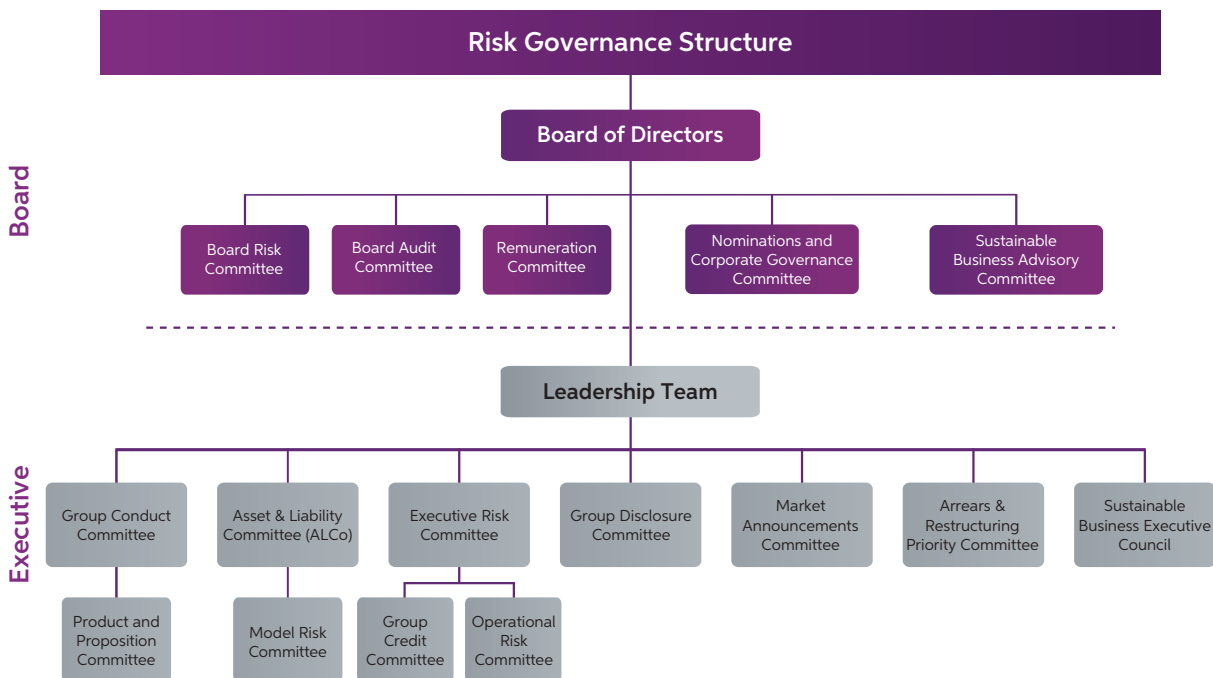 Risk Governance Structure
Board
Board of Directors
Board Risk
Committee
Board Audit
Committee
Remuneration
Committee
Nominations and
Corporate Governance
Committee
Sustainable
Business Advisory
Committee
Executive
Leadership Team
Group Conduct
Committee
Asset & Liability
Committee (ALCo)
Executive Risk
Committee
Group Disclosure
Committee
Market
Announcements
Committee
Arrears &
Restructuring
Priority Committee
Sustainable
Business Executive
Council
Product and
Proposition
Committee
Model Risk
Committee
Group
Credit
Committee
Operational
Risk
Committee